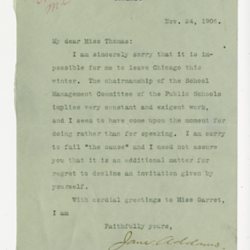 Nov. 24, 1906.
My dear Miss Thomas:
I am sincerely sorry that it is im-
possible for me to leave Chicago this
winter. The chairmanship of the School
Management Committee of the Public Schools
implies very constant and exigent work,
and I seem to have come upon the moment for
doing rather than for speaking. I am sorry
to fail "the cause" and I need not assure
you that it is an additional matter for
regret to decline an invitation given by
yourself.
With cordial greetings to Miss Garret,
I am
Faithfully yours,
Jane Addams